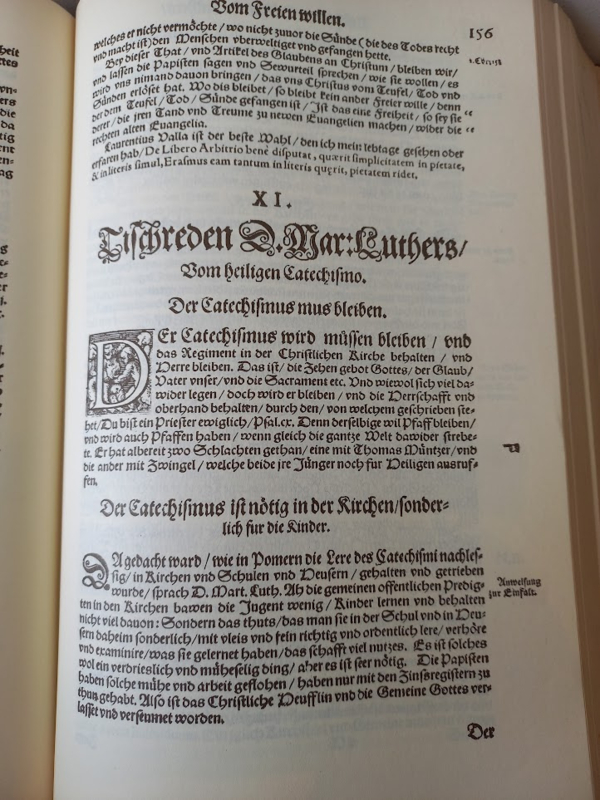 Vom Freien willen.
156
welches er nicht vermöchte / wo nicht zuuor die Sünde (die des Todes recht
vnd macht ist) den Menschen vberweltiget vnd gefangen hette.
Bey dieser That / vnd Artikel des Glaubens an Christum / bleiben wir /
vnd lassen die Papisten sagen vnd Sewurteil sprechen / wie sie wollen / es
wird vns niemand dauon bringen / das vns Christus vom Teufel / Tod vnd
Sünden erlöset hat. Wo dis bleibet / so bleibt kein ander Freier wille / denn
der dem Teufel / Tod / Sünde gefangen ist / Ist das eine Freiheit / so sey sie
derer / die jren Tand vnd Treume zu newen Euangelien machen / wider die
rechten alten Euangelia.
Laurentius Valla ist der beste Wahl / den ich mein lebtage gesehen oder
erfaren hab / De Libero Arbitrio benè disputat, quærit simplicitatem in pietate,
& in literis simul, Erasmus eam tantum in literis quęrit, pietatem ridet.
XI.
Tischreden D. Mar: Luthers /
Vom heiligen Catechismo.
Der Catechismus mus bleiben.
DEr Catechismus wird müssen bleiben / vnd
das Regiment in der Christlichen Kirche behalten / vnd
Herre bleiben. Das ist / die Zehen gebot Gottes / der Glaub /
Vater vnser / vnd die Sacrament etc. Vnd wiewol sich viel da-
wider legen / doch wird er bleiben / vnd die Herrschafft vnd
oberhand behalten / durch den / von welchem geschrieben ste-
het / Du bist ein Priester ewiglich / Psal.cx. Denn derselbige wil Pfaff bleiben /
vnd wird auch Pfaffen haben / wenn gleich die gantze Welt dawider strebe-
te. Er hat albereit zwo Schlachten gethan / eine mit Thomas Müntzer / vnd
die ander mit Zwingel / welche beide jre Jünger noch fur Heiligen ausruf-
fen.
Der Catechismus ist nötig in der Kirchen / sonder-
lich fur die Kinder.
DA gedacht ward / wie in Pomern die Lere des Catechismi nachles-
sig / in Kirchen vnd Schulen vnd Heusern / gehalten vnd getrieben
wurde / sprach D. Mart. Luth. Ah die gemeinen offentlichen Predig-
ten in den Kirchen bawen die Jugent wenig / Kinder lernen vnd behalten
nicht viel dauon: Sondern das thuts / das man sie in der Schul vnd in Heu-
sern daheim sonderlich / mit vleis vnd fein richtig vnd ordentlich lere / verhöre
vnd examinire / was sie gelernet haben / das schafft viel nutzes. Es ist solches
wol ein verdrieslich vnd müheselig ding / aber es ist seer nötig. Die Papisten
haben solche mühe vnd arbeit geflohen / haben nur mit den Zinsregistern zu
thun gehabt. Also ist das Christliche Heufflin vnd die Gemeine Gottes ver-
lasset vnd verseumet worden.
Anweisung
zur Einfalt.
Der